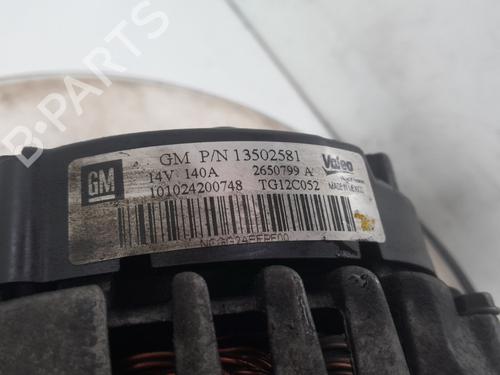 B-PARTS
GM
GM P/N 13502581
14V 140A 2650799 A
101024200748 TG12C052
Valeo
MADE IN MEXICO